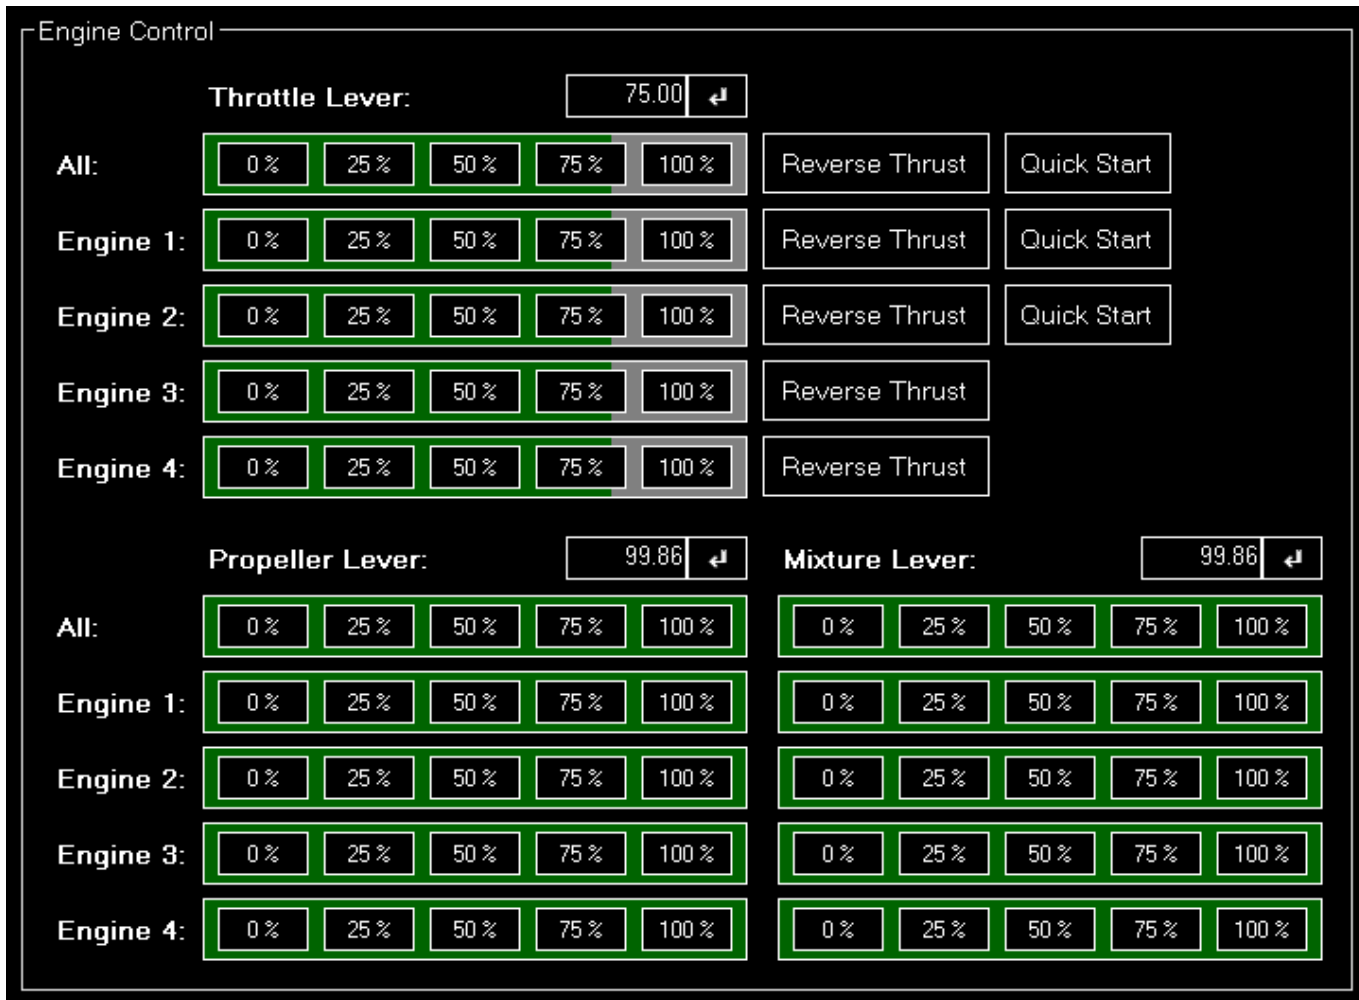 Engine Control
Throttle Lever: 75.00 ↵
All: 0 % 25 % 50 % 75 % 100 % Reverse Thrust Quick Start
Engine 1: 0 % 25 % 50 % 75 % 100 % Reverse Thrust Quick Start
Engine 2: 0 % 25 % 50 % 75 % 100 % Reverse Thrust Quick Start
Engine 3: 0 % 25 % 50 % 75 % 100 % Reverse Thrust
Engine 4: 0 % 25 % 50 % 75 % 100 % Reverse Thrust
Propeller Lever: 99.86 ↵ Mixture Lever: 99.86 ↵
All: 0 % 25 % 50 % 75 % 100 % 0 % 25 % 50 % 75 % 100 %
Engine 1: 0 % 25 % 50 % 75 % 100 % 0 % 25 % 50 % 75 % 100 %
Engine 2: 0 % 25 % 50 % 75 % 100 % 0 % 25 % 50 % 75 % 100 %
Engine 3: 0 % 25 % 50 % 75 % 100 % 0 % 25 % 50 % 75 % 100 %
Engine 4: 0 % 25 % 50 % 75 % 100 % 0 % 25 % 50 % 75 % 100 %